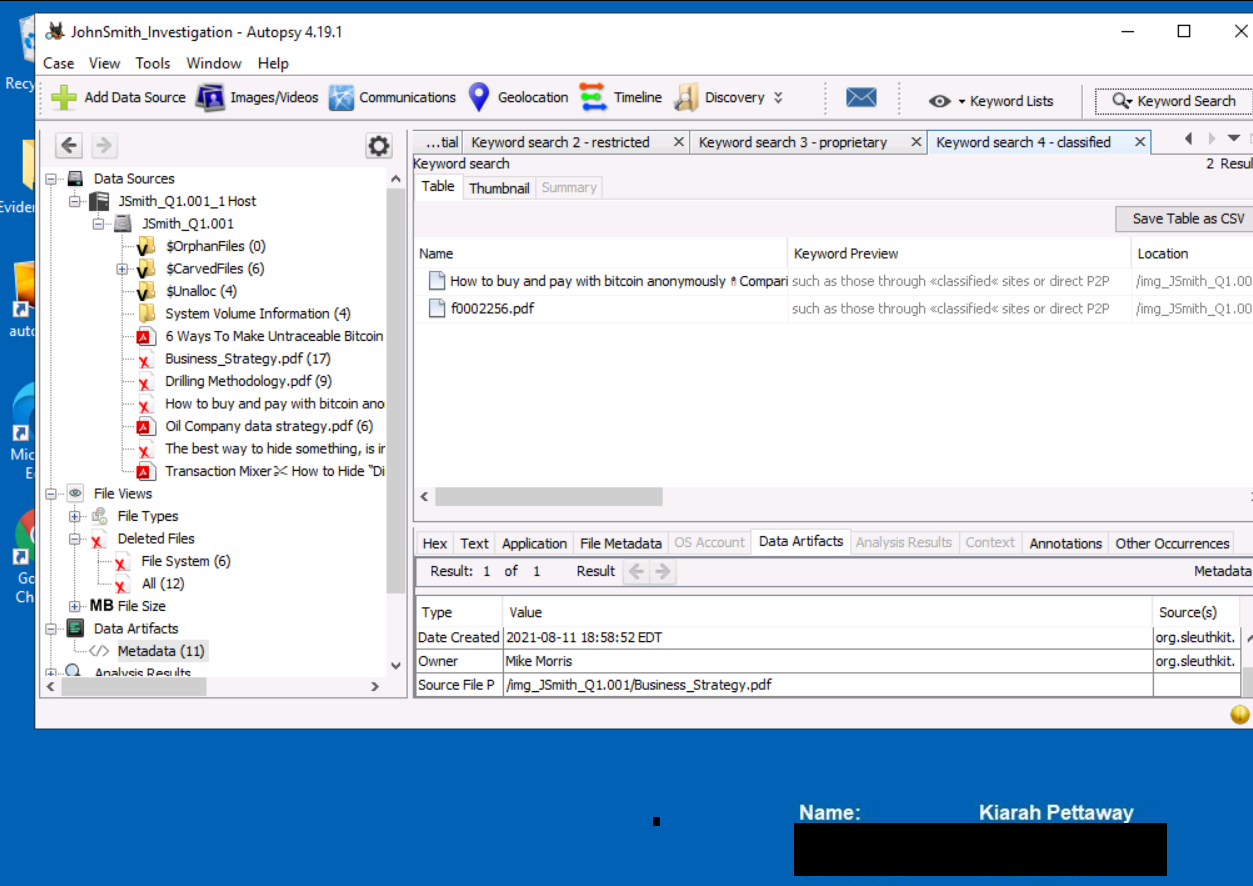 JohnSmith_Investigation - Autopsy 4.19.1
Case View Tools Window Help
Add Data Source Images/Videos Communications Geolocation Timeline Discovery Keyword Lists Keyword Search
...tial Keyword search 2 - restricted Keyword search 3 - proprietary Keyword search 4 - classified
Keyword search 2 Resul
Table Thumbnail Summary
Save Table as CSV
Name Keyword Preview Location
How to buy and pay with bitcoin anonymously Compari such as those through «classified« sites or direct P2P /img_JSmith_Q1.00
f0002256.pdf such as those through «classified« sites or direct P2P /img_JSmith_Q1.00
Data Sources
JSmith_Q1.001_1 Host
JSmith_Q1.001
$OrphanFiles (0)
$CarvedFiles (6)
$Unalloc (4)
System Volume Information (4)
6 Ways To Make Untraceable Bitcoin
Business_Strategy.pdf (17)
Drilling Methodology.pdf (9)
How to buy and pay with bitcoin ano
Oil Company data strategy.pdf (6)
The best way to hide something, is ir
Transaction Mixer✂ How to Hide "Di
File Views
File Types
Deleted Files
File System (6)
All (12)
MB File Size
Data Artifacts
Metadata (11)
Analysis Results
Hex Text Application File Metadata OS Account Data Artifacts Analysis Results Context Annotations Other Occurrences
Result: 1 of 1 Result Metadata
Type Value Source(s)
Date Created 2021-08-11 18:58:52 EDT org.sleuthkit.
Owner Mike Morris org.sleuthkit.
Source File P /img_JSmith_Q1.001/Business_Strategy.pdf
Recy
Evider
auto
Mic
E
Go
Ch
Name: Kiarah Pettaway